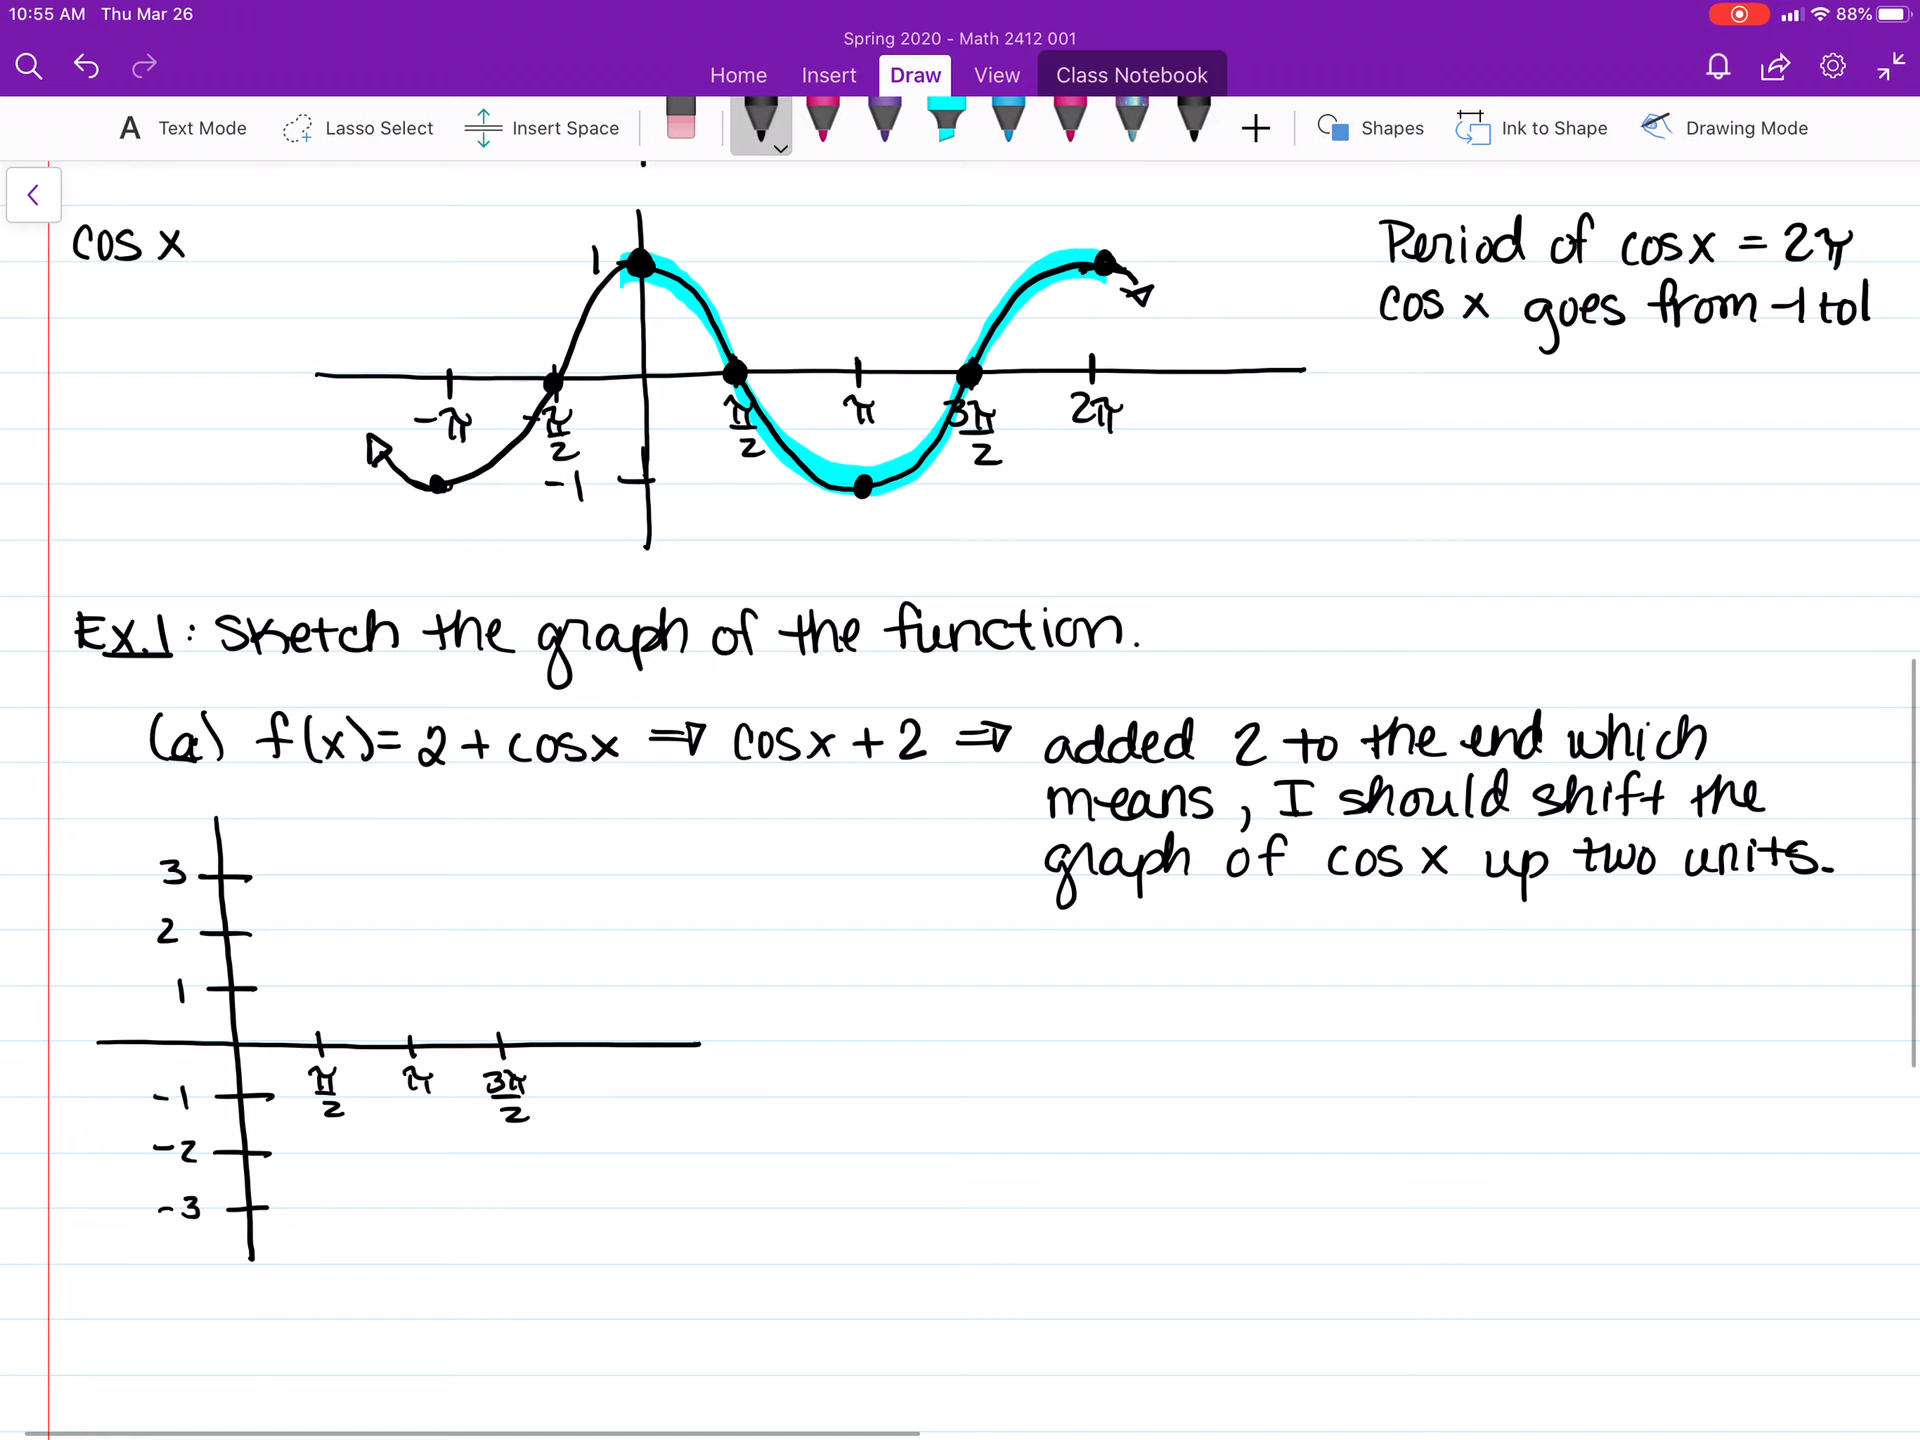 10:55 AM Thu Mar 26
88%
Spring 2020 - Math 2412 001
Home Insert Draw View Class Notebook
A Text Mode Lasso Select Insert Space Shapes Ink to Shape Drawing Mode
cos x
1
-π
-π/2
π/2
π
3π/2
2π
-1
Period of cos x = 2π
cos x goes from -1 to 1
Ex.1: Sketch the graph of the function.
(a) f(x) = 2 + cos x ⇒ cos x + 2 ⇒ added 2 to the end which
means, I should shift the
graph of cos x up two units.
3
2
1
π/2
π
3π/2
-1
-2
-3